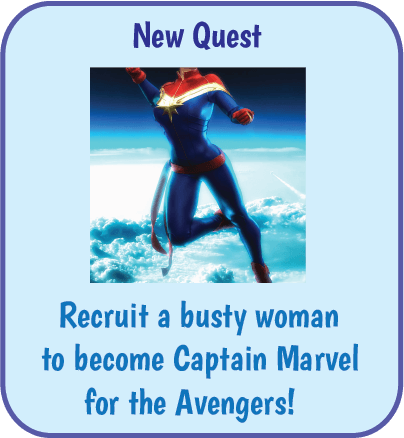 New Quest
Recruit a busty woman
to become Captain Marvel
for the Avengers!